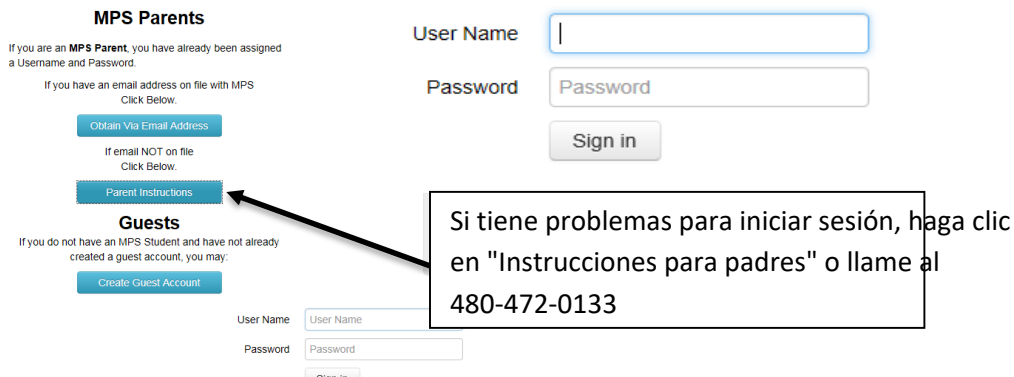 MPS Parents
If you are an MPS Parent, you have already been assigned
a Username and Password.
If you have an email address on file with MPS
Click Below.
Obtain Via Email Address
If email NOT on file
Click Below.
Parent Instructions
Guests
If you do not have an MPS Student and have not already
created a guest account, you may:
Create Guest Account
User Name
Password Password
Sign in
Si tiene problemas para iniciar sesión, haga clic
en "Instrucciones para padres" o llame al
480-472-0133
User Name User Name
Password Password
Sign in